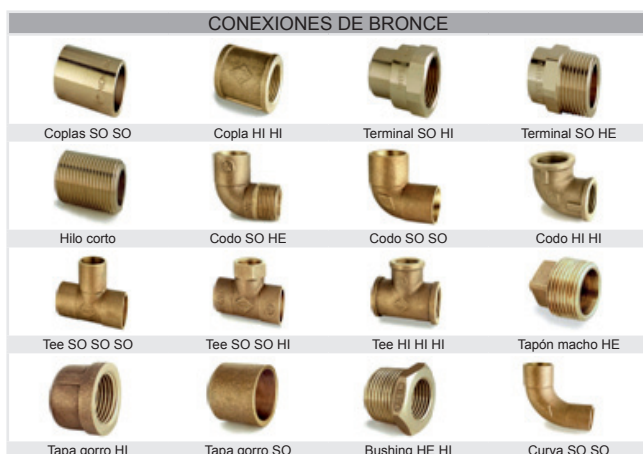 CONEXIONES DE BRONCE
Coplas SO SO
Copla HI HI
Terminal SO HI
Terminal SO HE
Hilo corto
Codo SO HE
Codo SO SO
Codo HI HI
Tee SO SO SO
Tee SO SO HI
Tee HI HI HI
Tapón macho HE
Tapa gorro HI
Tapa gorro SO
Bushing HE HI
Curva SO SO